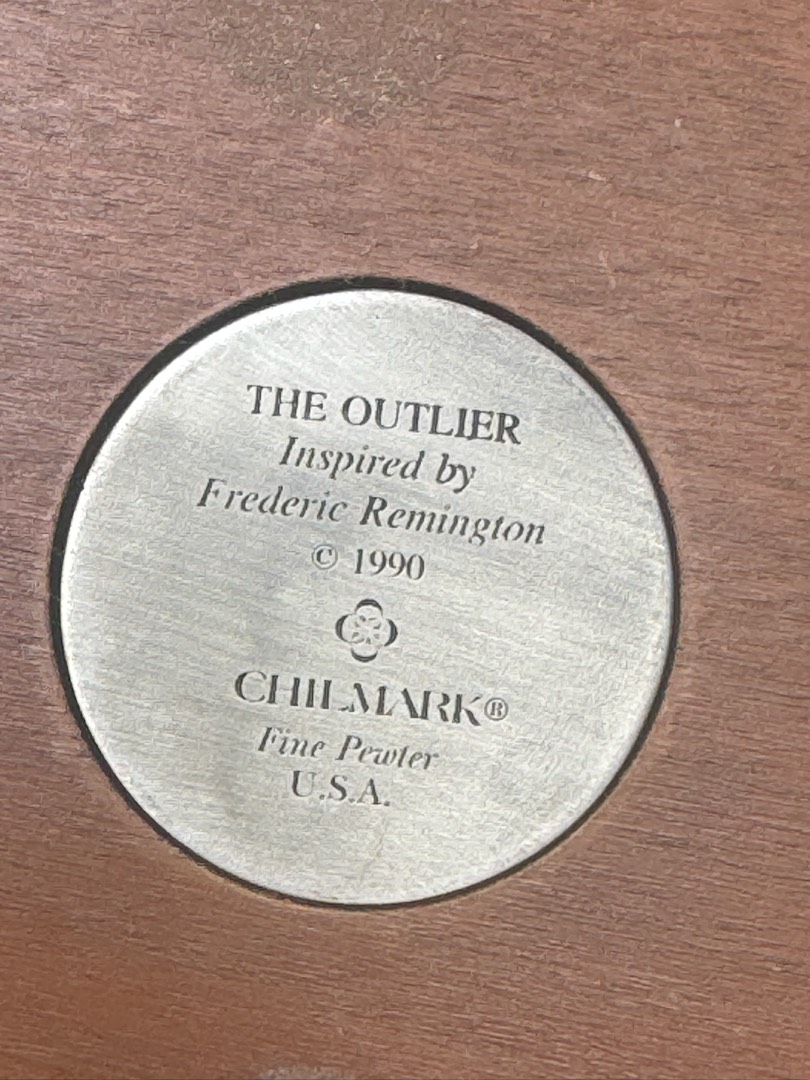 THE OUTLIER
Inspired by
Frederic Remington
© 1990
CHILMARK®
Fine Pewter
U.S.A.